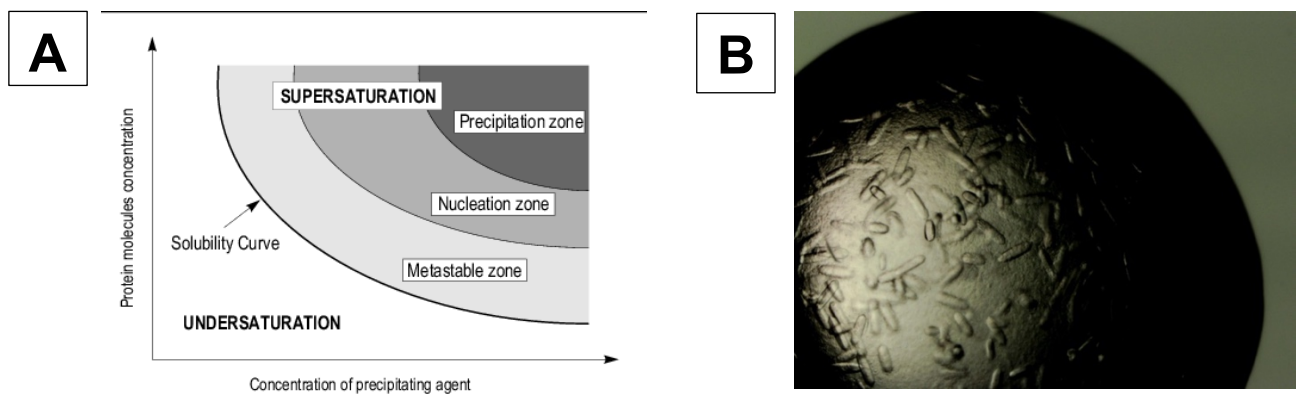 A
B
Protein molecules concentration
SUPERSATURATION
Precipitation zone
Nucleation zone
Solubility Curve
Metastable zone
UNDERSATURATION
Concentration of precipitating agent